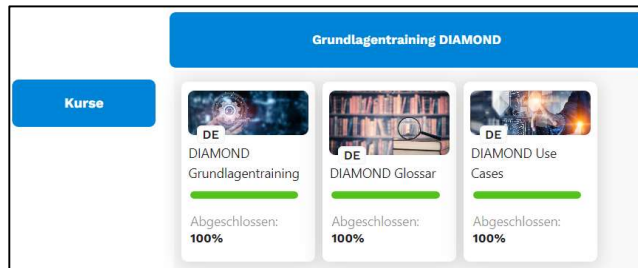 Grundlagentraining DIAMOND
Kurse
DE
DIAMOND
Grundlagentraining
Abgeschlossen:
100%
DE
DIAMOND Glossar
Abgeschlossen:
100%
DE
DIAMOND Use
Cases
Abgeschlossen:
100%